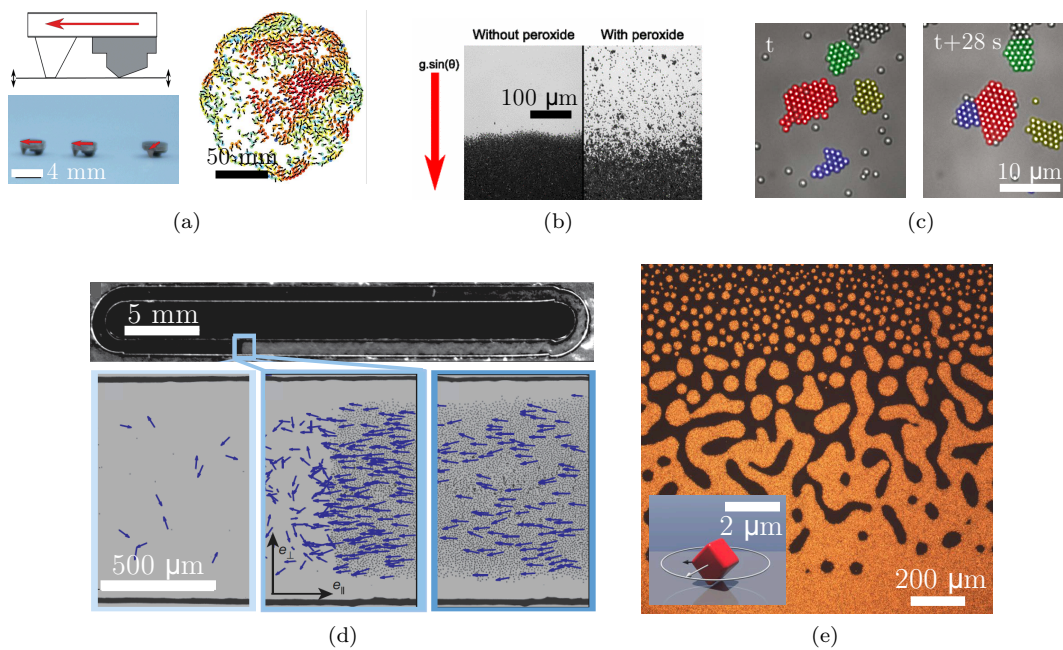 4 mm
50 mm
(a)
Without peroxide
With peroxide
g.sin(θ)
100 µm
(b)
t
t+28 s
10 µm
(c)
5 mm
500 µm
e⊥
e∥
(d)
2 µm
200 µm
(e)